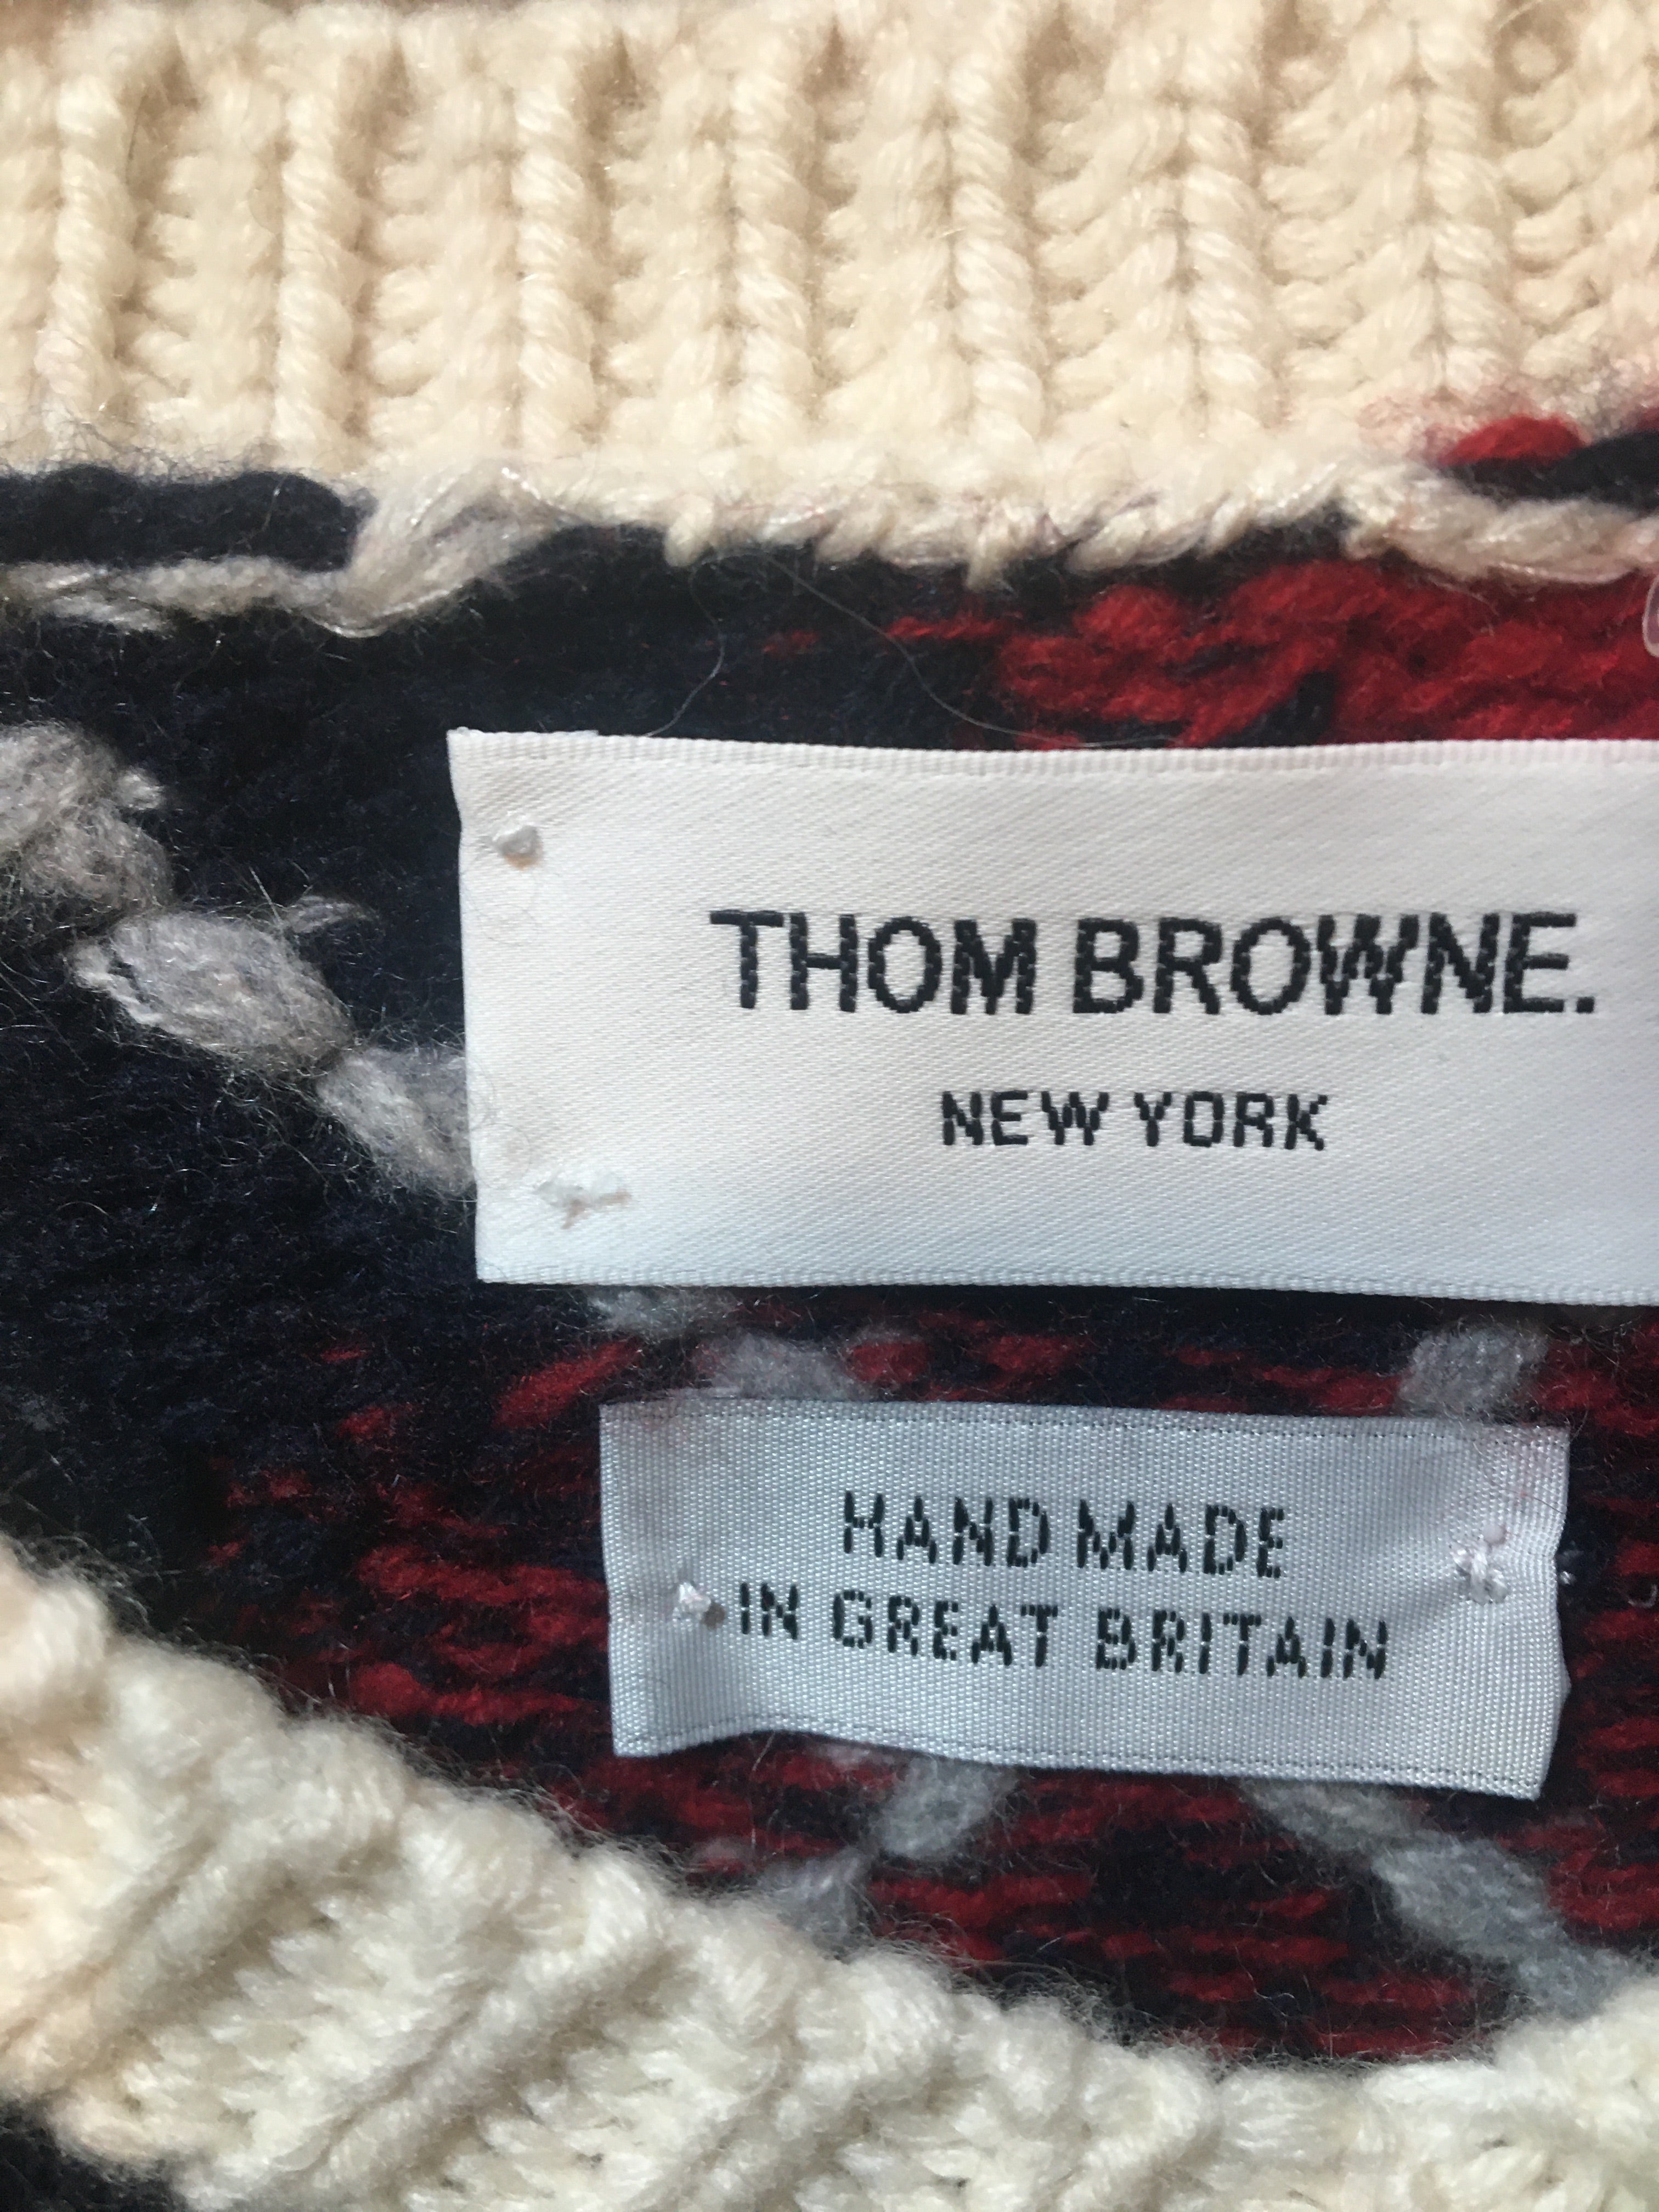 THOM BROWNE.
NEW YORK
HAND MADE
IN GREAT BRITAIN